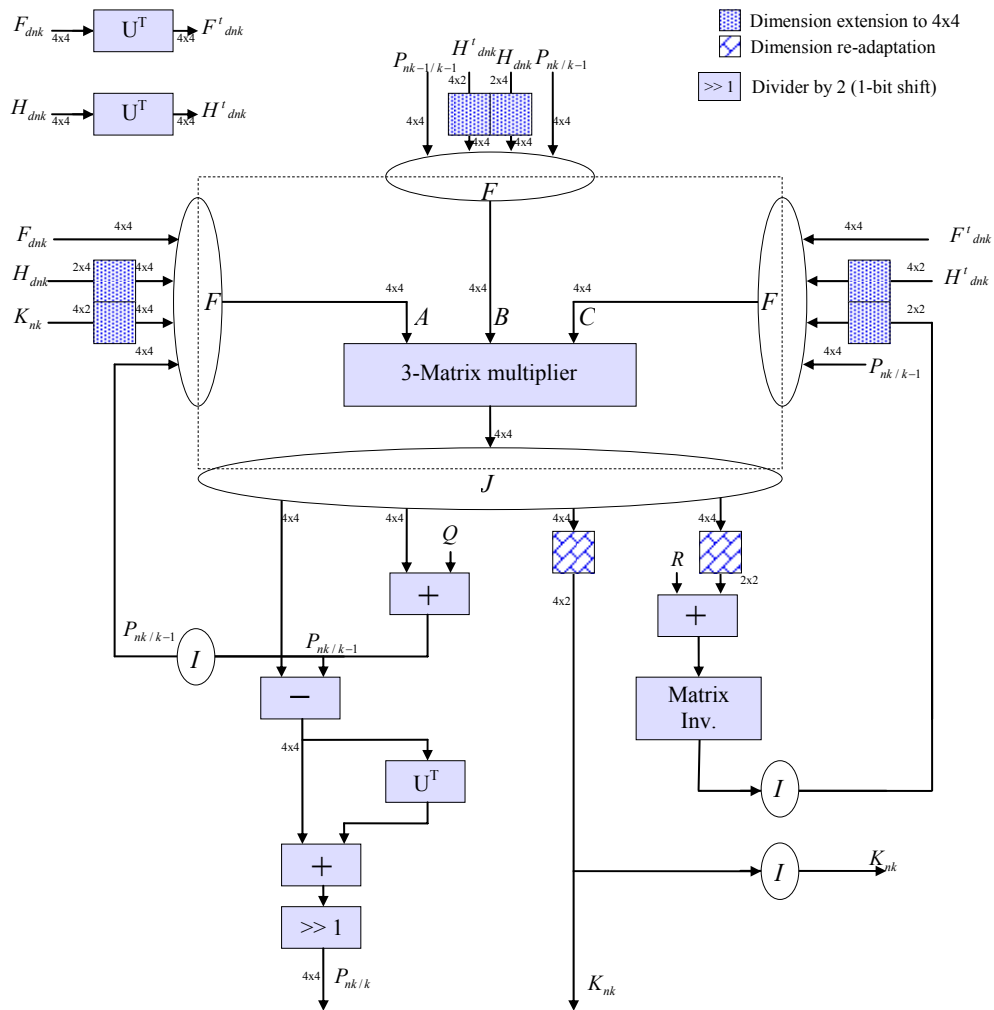 F_dnk 4x4 U^T 4x4 F^t_dnk
H_dnk 4x4 U^T 4x4 H^t_dnk
Dimension extension to 4x4
Dimension re-adaptation
>> 1 Divider by 2 (1-bit shift)
P_nk-1/k-1 H^t_dnk H_dnk P_nk/k-1
4x2 2x4
4x4 4x4 4x4 4x4
F
F_dnk 4x4
H_dnk 2x4 4x4
K_nk 4x2 4x4
4x4
F
4x4 F^t_dnk
4x2 H^t_dnk
2x2
4x4 P_nk/k-1
F
4x4 4x4 4x4
A B C
3-Matrix multiplier
4x4
J
4x4 4x4 4x4 4x4
Q
+
R
2x2
+
4x2
P_nk/k-1 I P_nk/k-1
−
Matrix
Inv.
4x4
U^T
I
+
I K_nk
>> 1
4x4 P_nk/k
K_nk